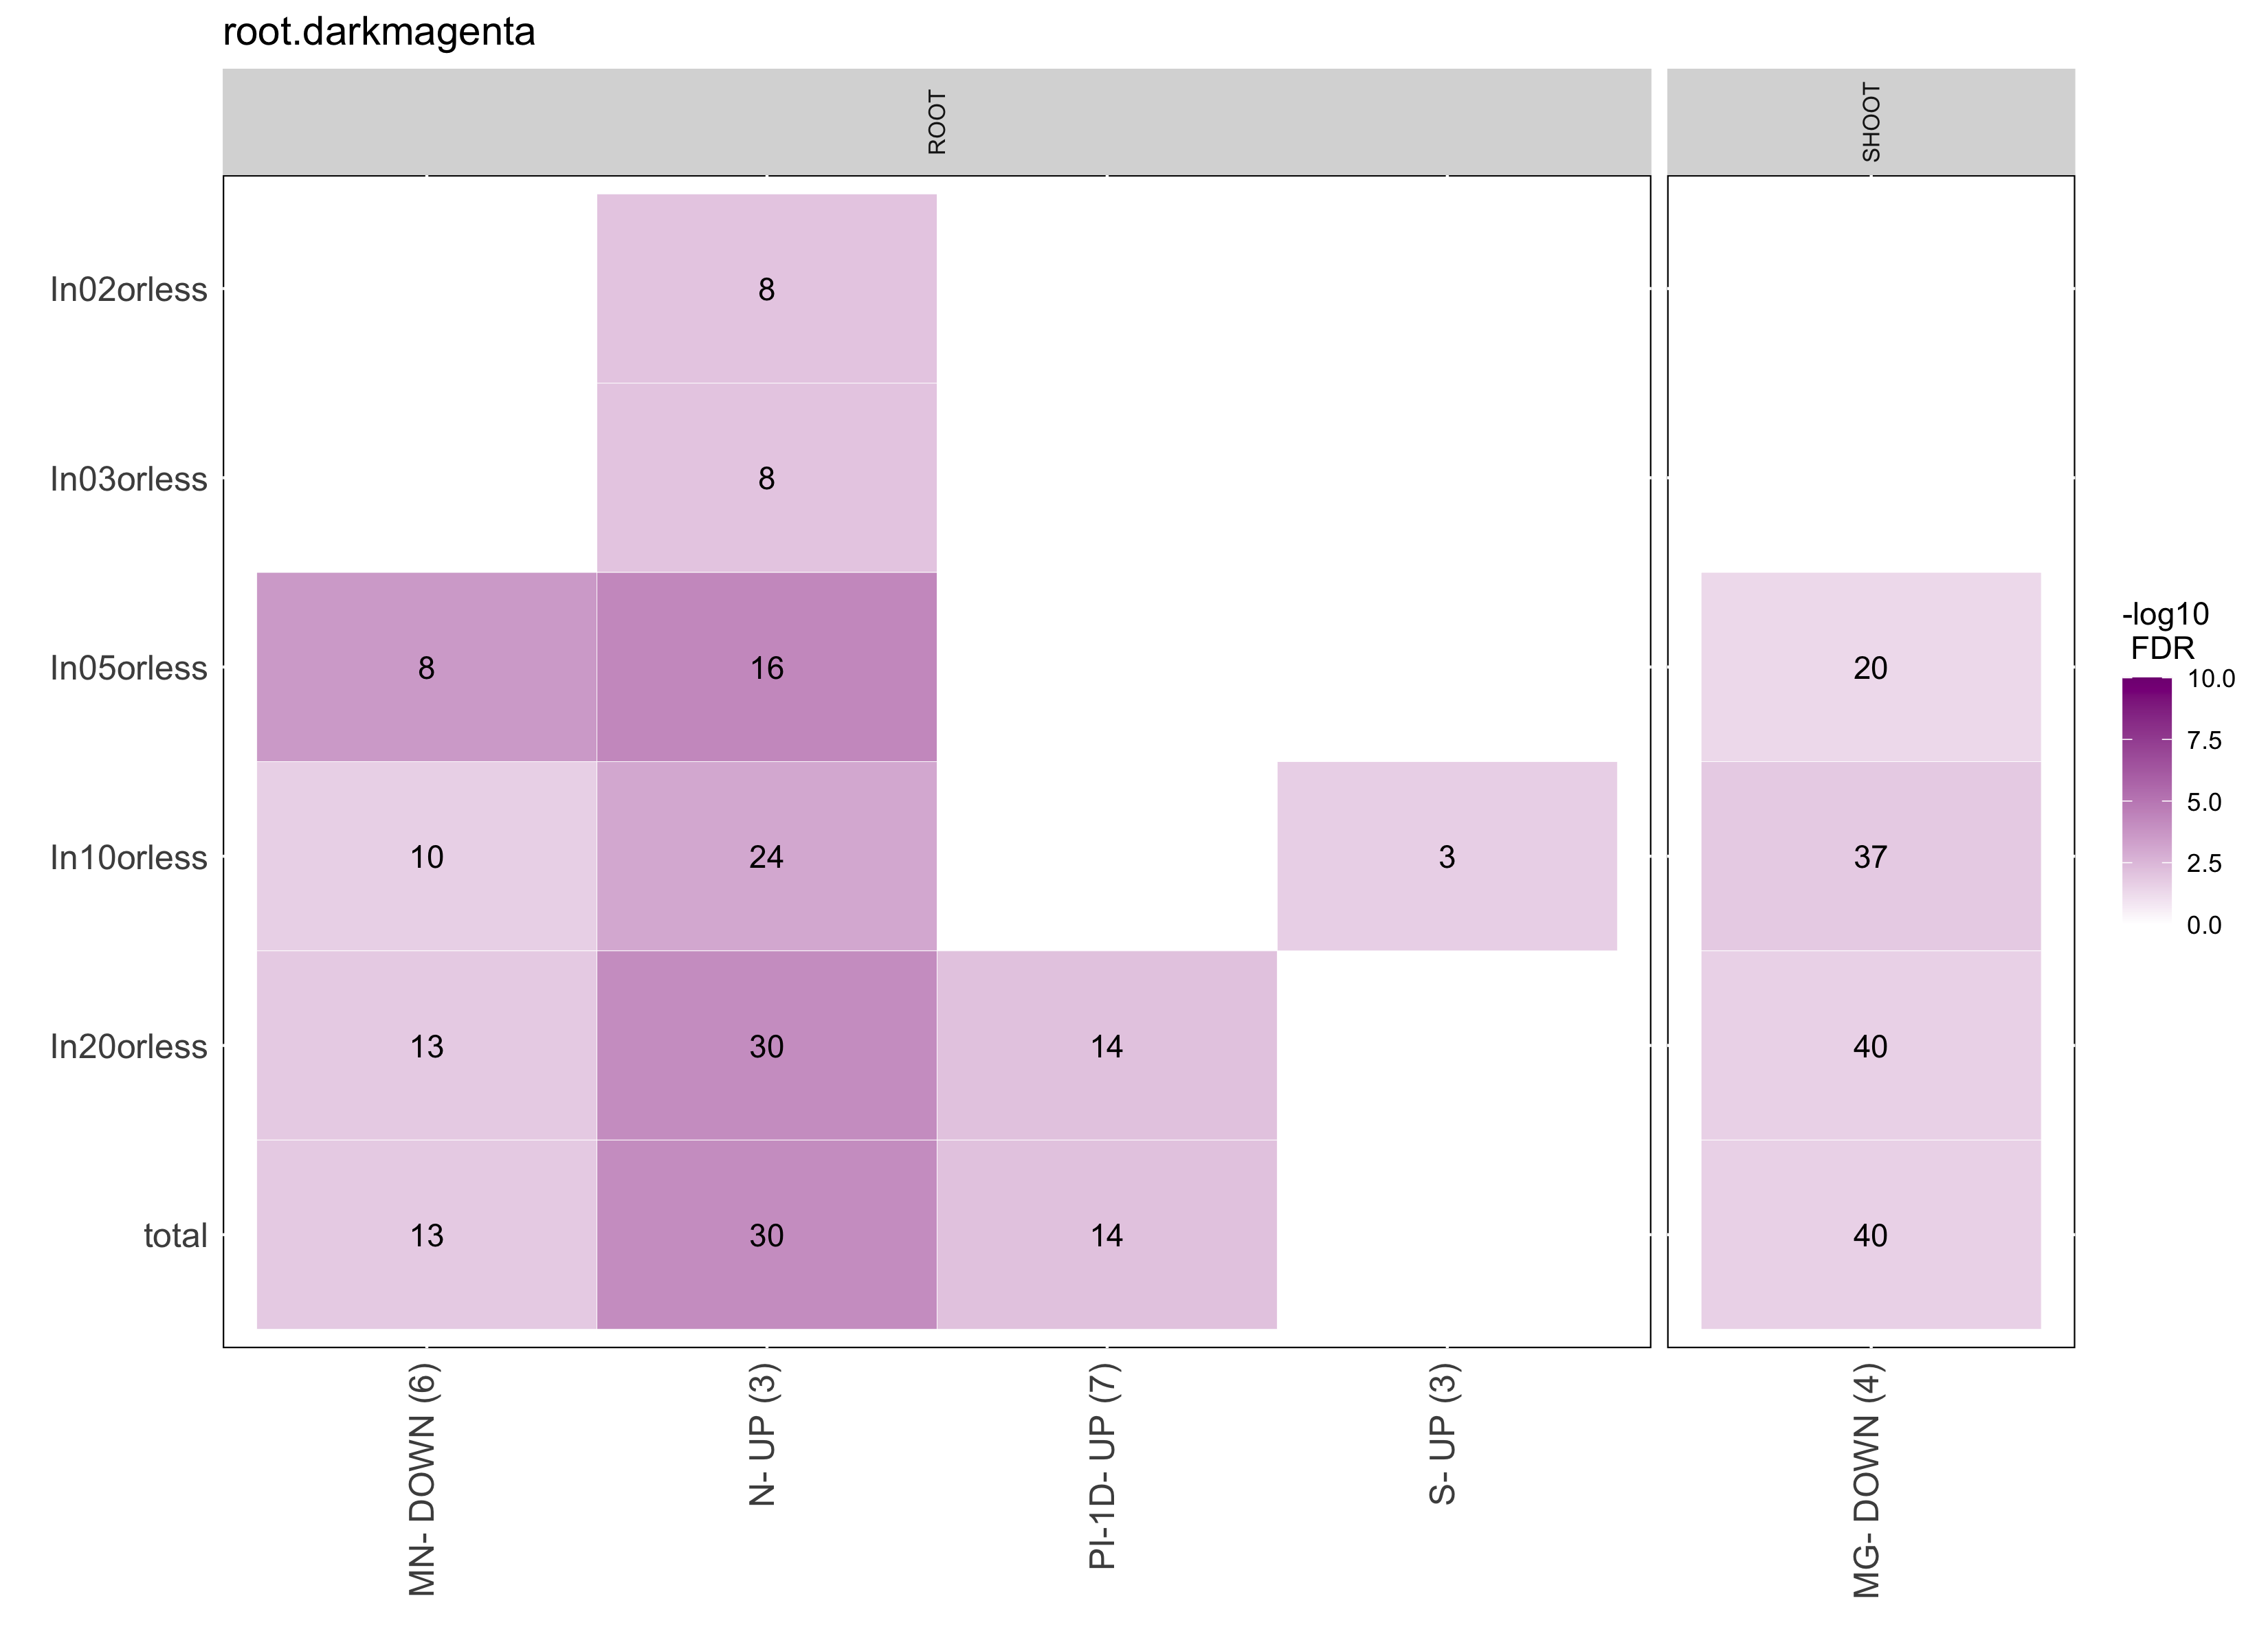 root.darkmagenta
ROOT
SHOOT
In02orless
8
In03orless
8
In05orless
8
16
20
In10orless
10
24
3
37
In20orless
13
30
14
40
total
13
30
14
40
MN- DOWN (6)
N- UP (3)
PI-1D- UP (7)
S- UP (3)
MG- DOWN (4)
-log10
FDR
10.0
7.5
5.0
2.5
0.0